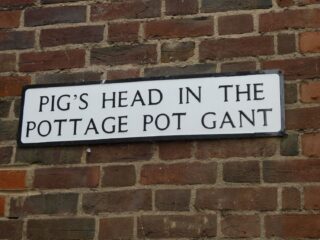 PIG'S HEAD IN THE
POTTAGE POT GANT